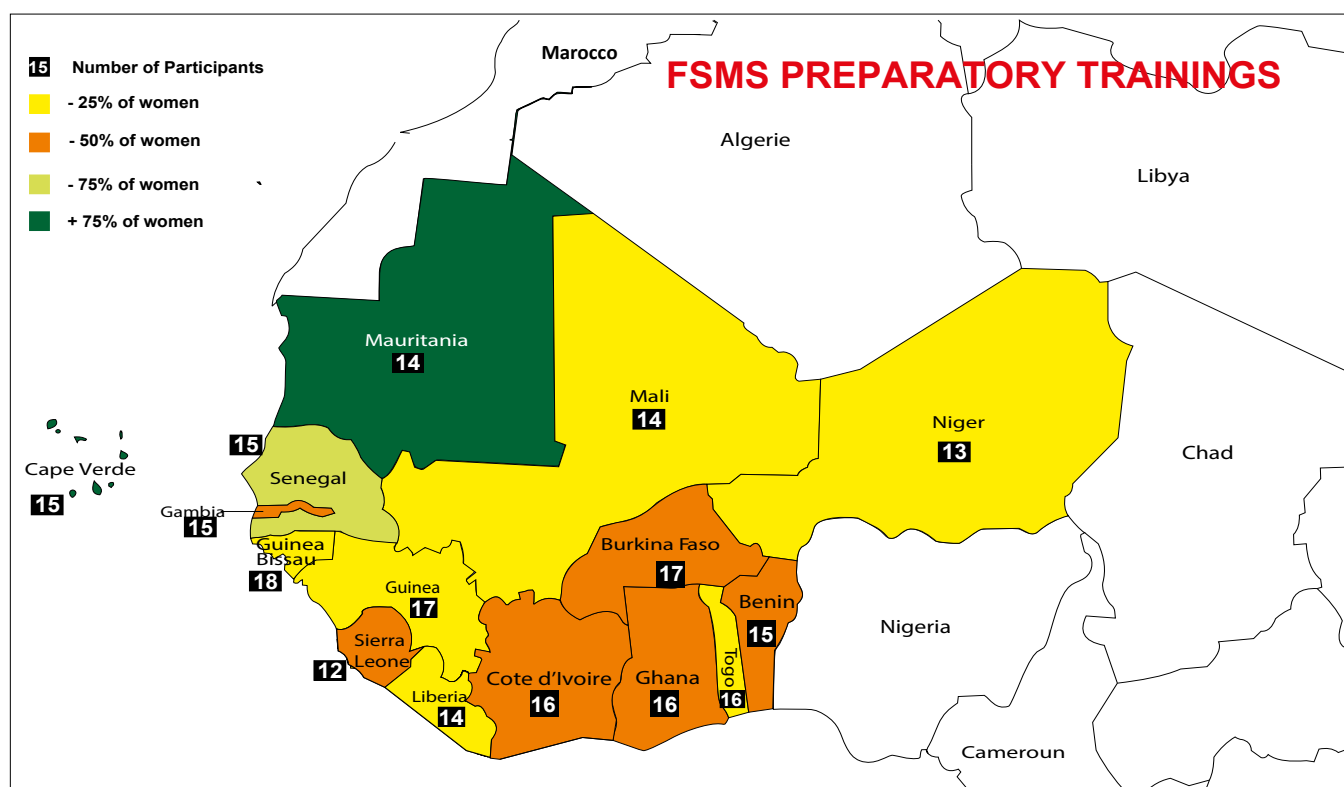 FSMS PREPARATORY TRAININGS
15 Number of Participants
- 25% of women
- 50% of women
- 75% of women
+ 75% of women
Marocco
Algerie
Libya
Mauritania
14
Mali
14
Niger
13
Chad
Cape Verde
15
15
Senegal
Gambia
15
Guinea
Bissau
18
Guinea
17
Burkina Faso
17
Benin
15
Nigeria
Sierra
Leone
12
Liberia
14
Cote d'Ivoire
16
Ghana
16
Togo
16
Cameroun